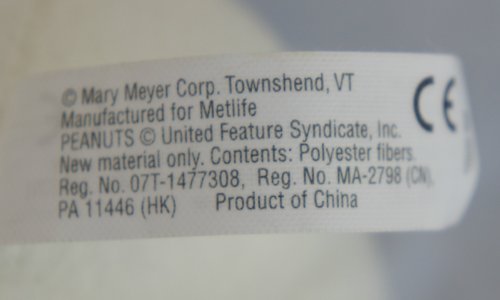 © Mary Meyer Corp. Townshend, VT
Manufactured for Metlife
PEANUTS © United Feature Syndicate, Inc.
New material only. Contents: Polyester fibers.
Reg. No. 07T-1477308, Reg. No. MA-2798 (CN),
PA 11446 (HK) Product of China
CE